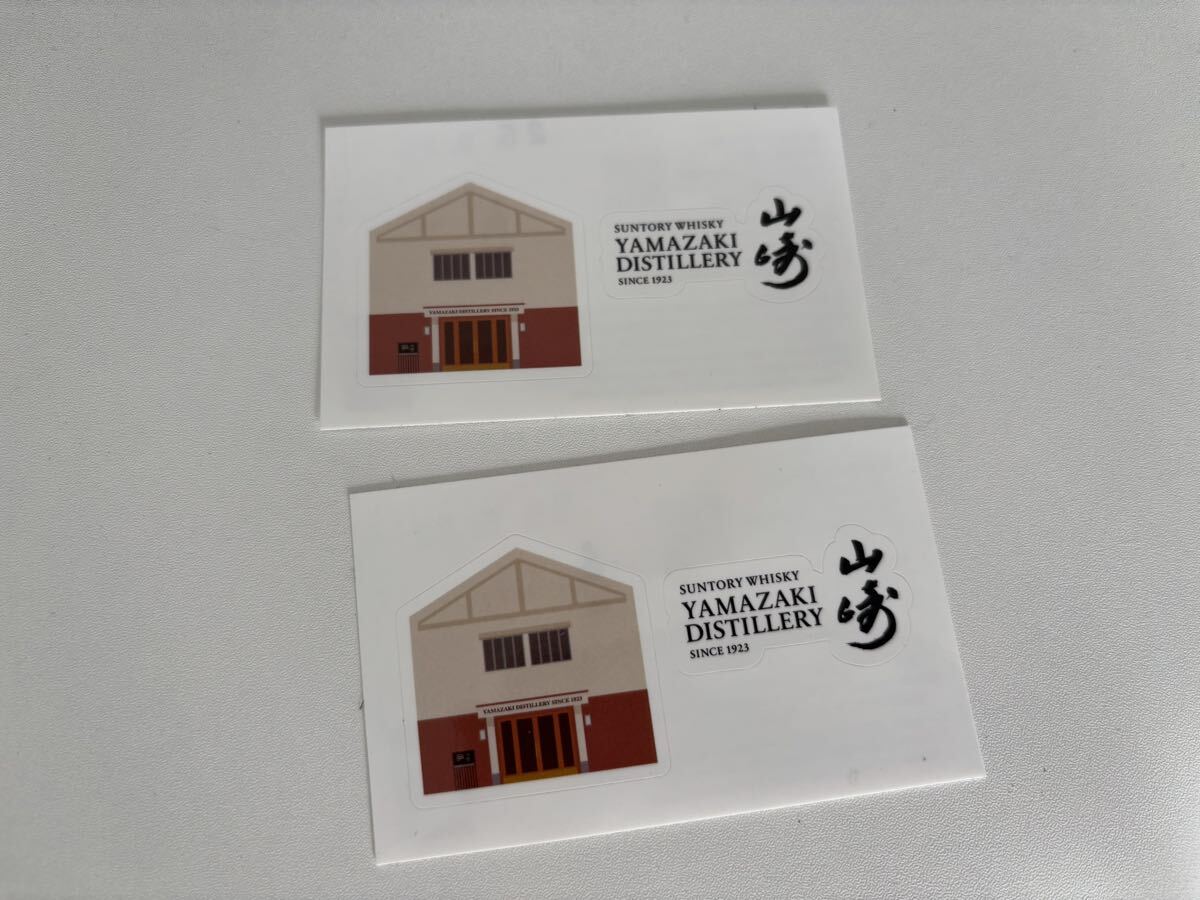 SUNTORY WHISKY
YAMAZAKI
DISTILLERY
SINCE 1923
山崎
YAMAZAKI DISTILLERY SINCE 1923
SUNTORY WHISKY
YAMAZAKI
DISTILLERY
SINCE 1923
山崎
YAMAZAKI DISTILLERY SINCE 1923